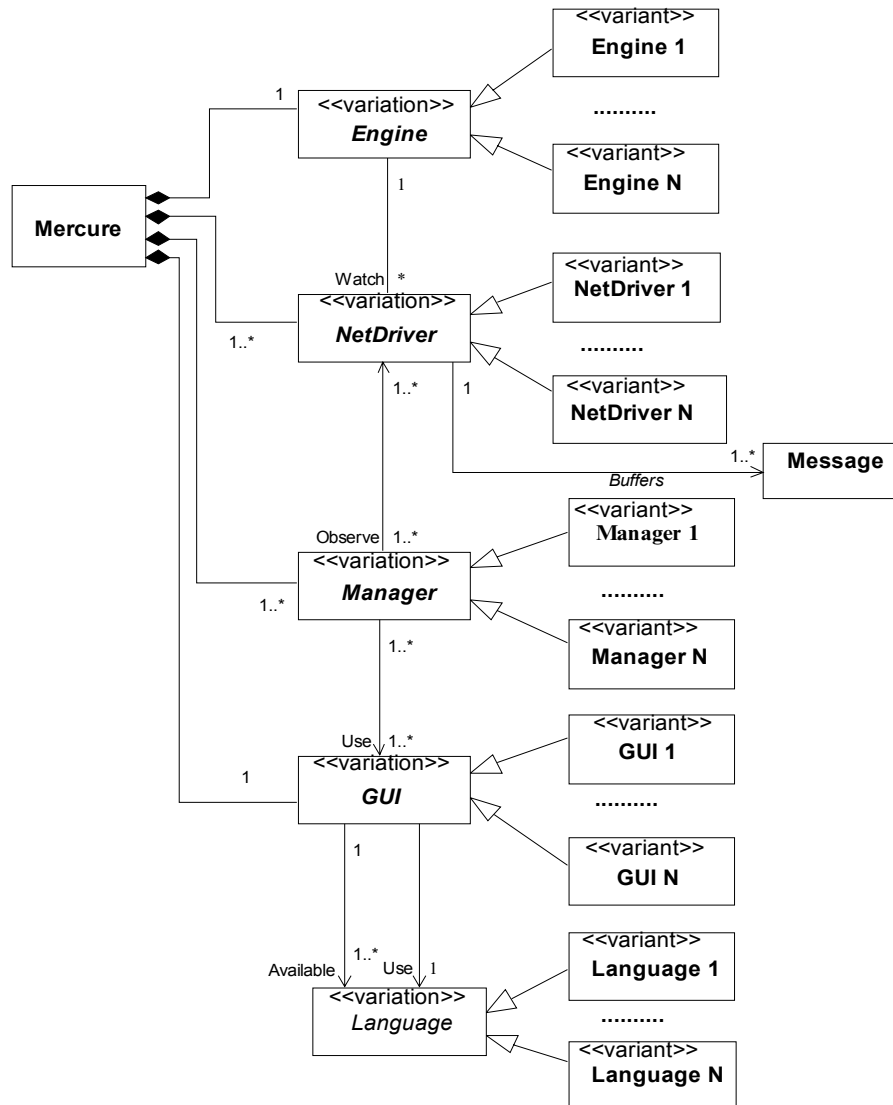 <<variant>>
Engine 1
1
<<variation>>
Engine
..........
<<variant>>
Engine N
1
Mercure
Watch *
<<variation>>
NetDriver
1..*
<<variant>>
NetDriver 1
..........
1..*
1
<<variant>>
NetDriver N
1..*
Message
Buffers
<<variant>>
Manager 1
Observe 1..*
<<variation>>
Manager
1..*
..........
1..*
<<variant>>
Manager N
Use 1..*
<<variation>>
GUI
1
<<variant>>
GUI 1
..........
1
<<variant>>
GUI N
1..*
Available
Use 1
<<variation>>
Language
<<variant>>
Language 1
..........
<<variant>>
Language N